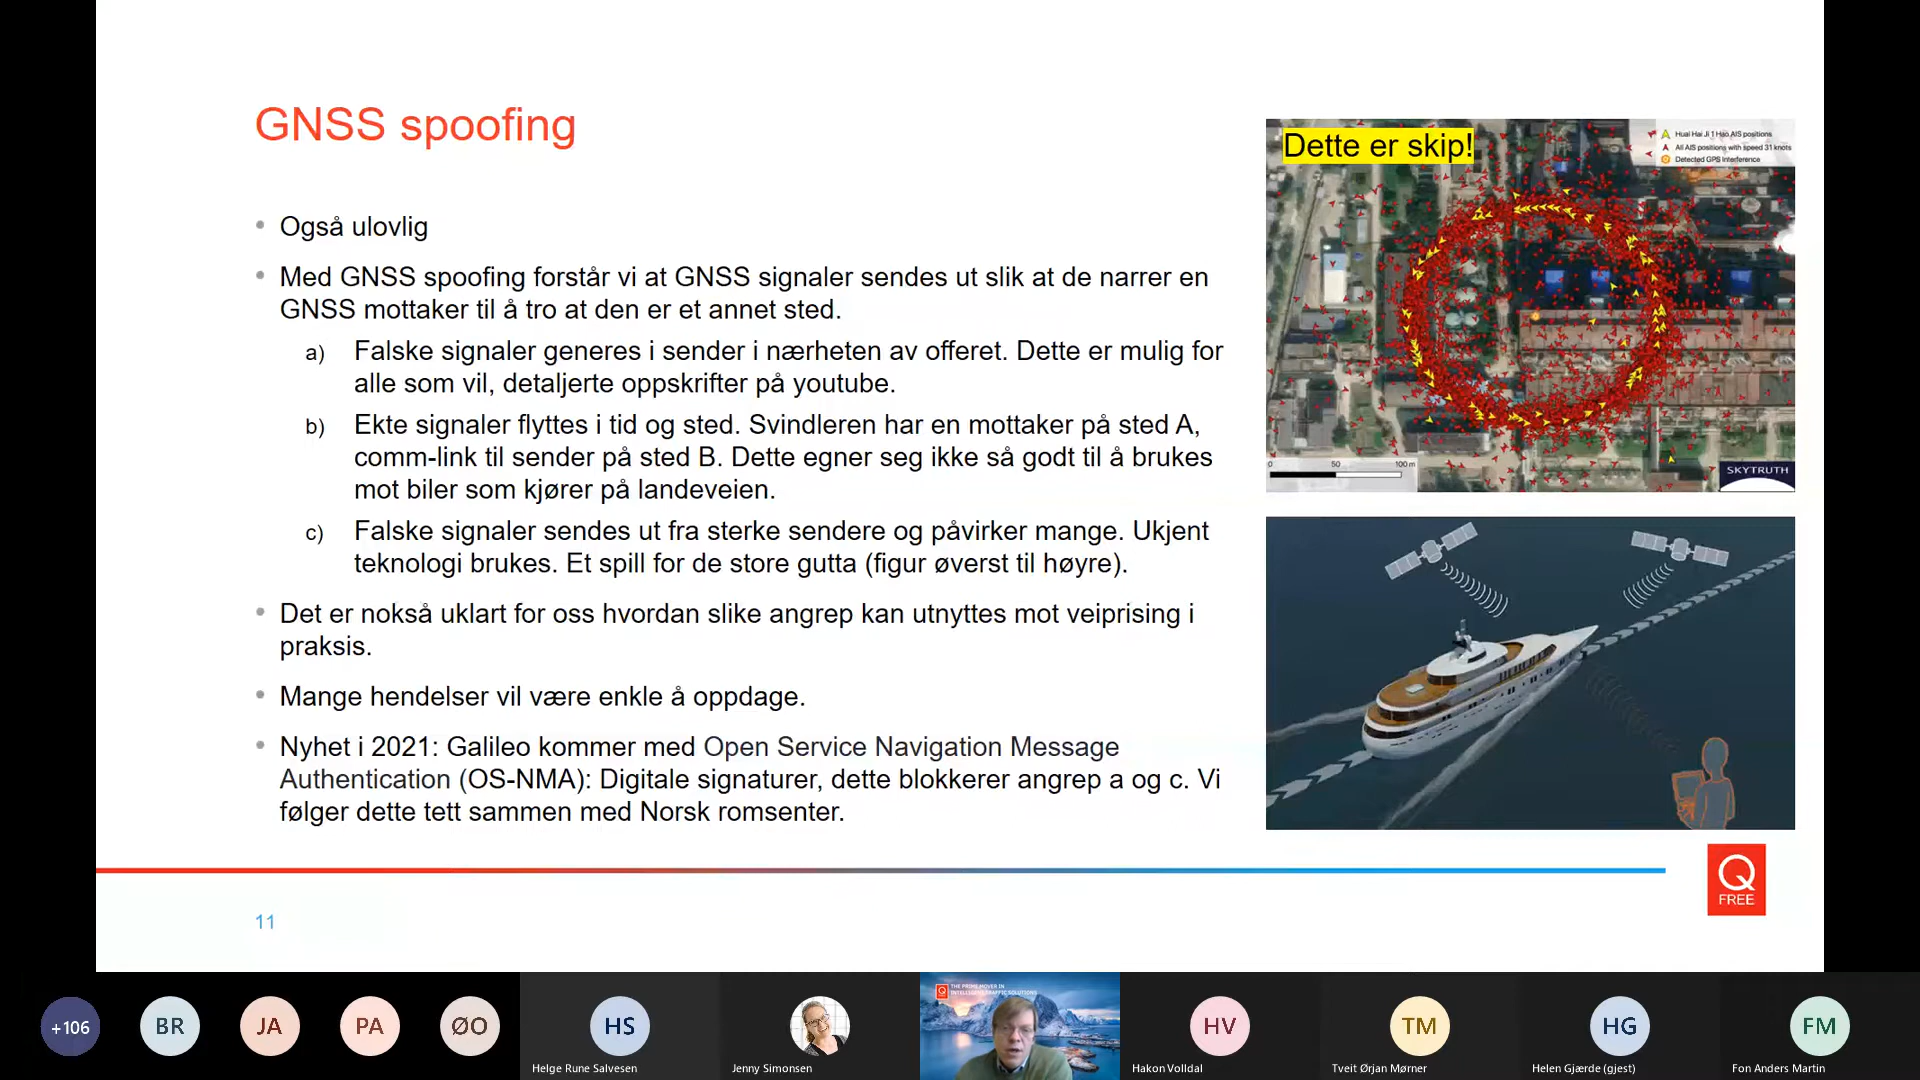 GNSS spoofing
Også ulovlig
Med GNSS spoofing forstår vi at GNSS signaler sendes ut slik at de narrer en
GNSS mottaker til å tro at den er et annet sted.
a) Falske signaler generes i sender i nærheten av offeret. Dette er mulig for
alle som vil, detaljerte oppskrifter på youtube.
b) Ekte signaler flyttes i tid og sted. Svindleren har en mottaker på sted A,
comm-link til sender på sted B. Dette egner seg ikke så godt til å brukes
mot biler som kjører på landeveien.
c) Falske signaler sendes ut fra sterke sendere og påvirker mange. Ukjent
teknologi brukes. Et spill for de store gutta (figur øverst til høyre).
Det er nokså uklart for oss hvordan slike angrep kan utnyttes mot veiprising i
praksis.
Mange hendelser vil være enkle å oppdage.
Nyhet i 2021: Galileo kommer med Open Service Navigation Message
Authentication (OS-NMA): Digitale signaturer, dette blokkerer angrep a og c. Vi
følger dette tett sammen med Norsk romsenter.
Dette er skip!
Huai Hai Ji 1 Hao AIS positions
All AIS positions with speed 31 knots
Detected GPS Interference
0 50 100 m
SKYTRUTH
Q
FREE
11
+106
BR
JA
PA
ØO
HS
Helge Rune Salvesen
Jenny Simonsen
THE PRIME MOVER IN
INTELLIGENT TRAFFIC SOLUTIONS
HV
Hakon Volldal
TM
Tveit Ørjan Mørner
HG
Helen Gjærde (gjest)
FM
Fon Anders Martin